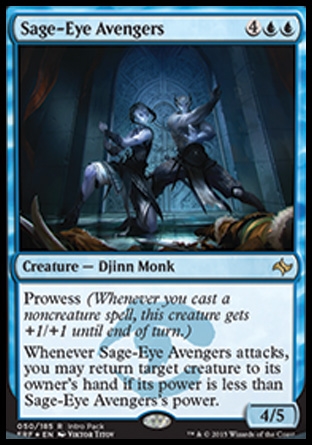 Sage-Eye Avengers 4
Creature — Djinn Monk
Prowess (Whenever you cast a
noncreature spell, this creature gets
+1/+1 until end of turn.)
Whenever Sage-Eye Avengers attacks,
you may return target creature to its
owner's hand if its power is less than
Sage-Eye Avengers's power.
4/5
050/185 R Intro Pack
FRF ★ EN Viktor Titov
™ & © 2015 Wizards of the Coast